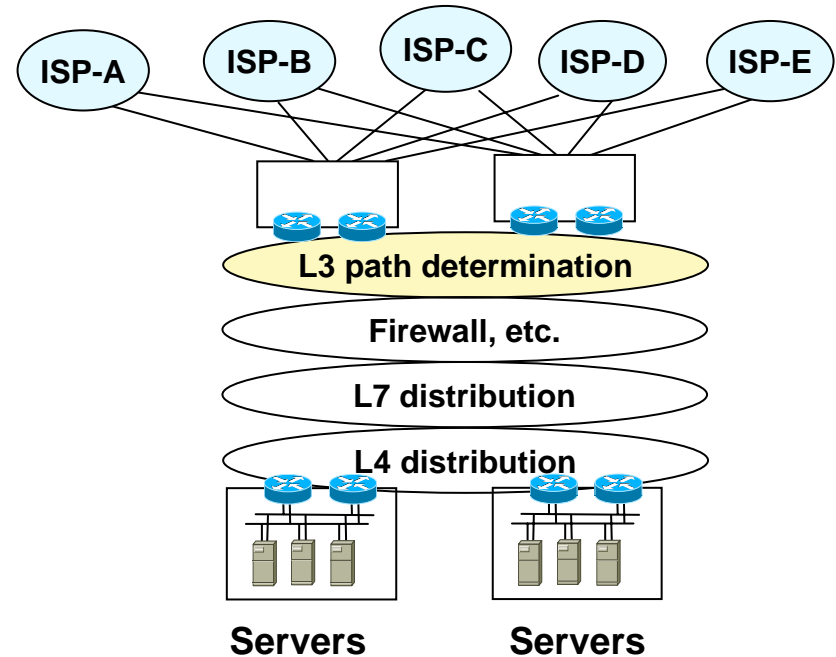 ISP-A
ISP-B
ISP-C
ISP-D
ISP-E
L3 path determination
Firewall, etc.
L7 distribution
L4 distribution
Servers
Servers